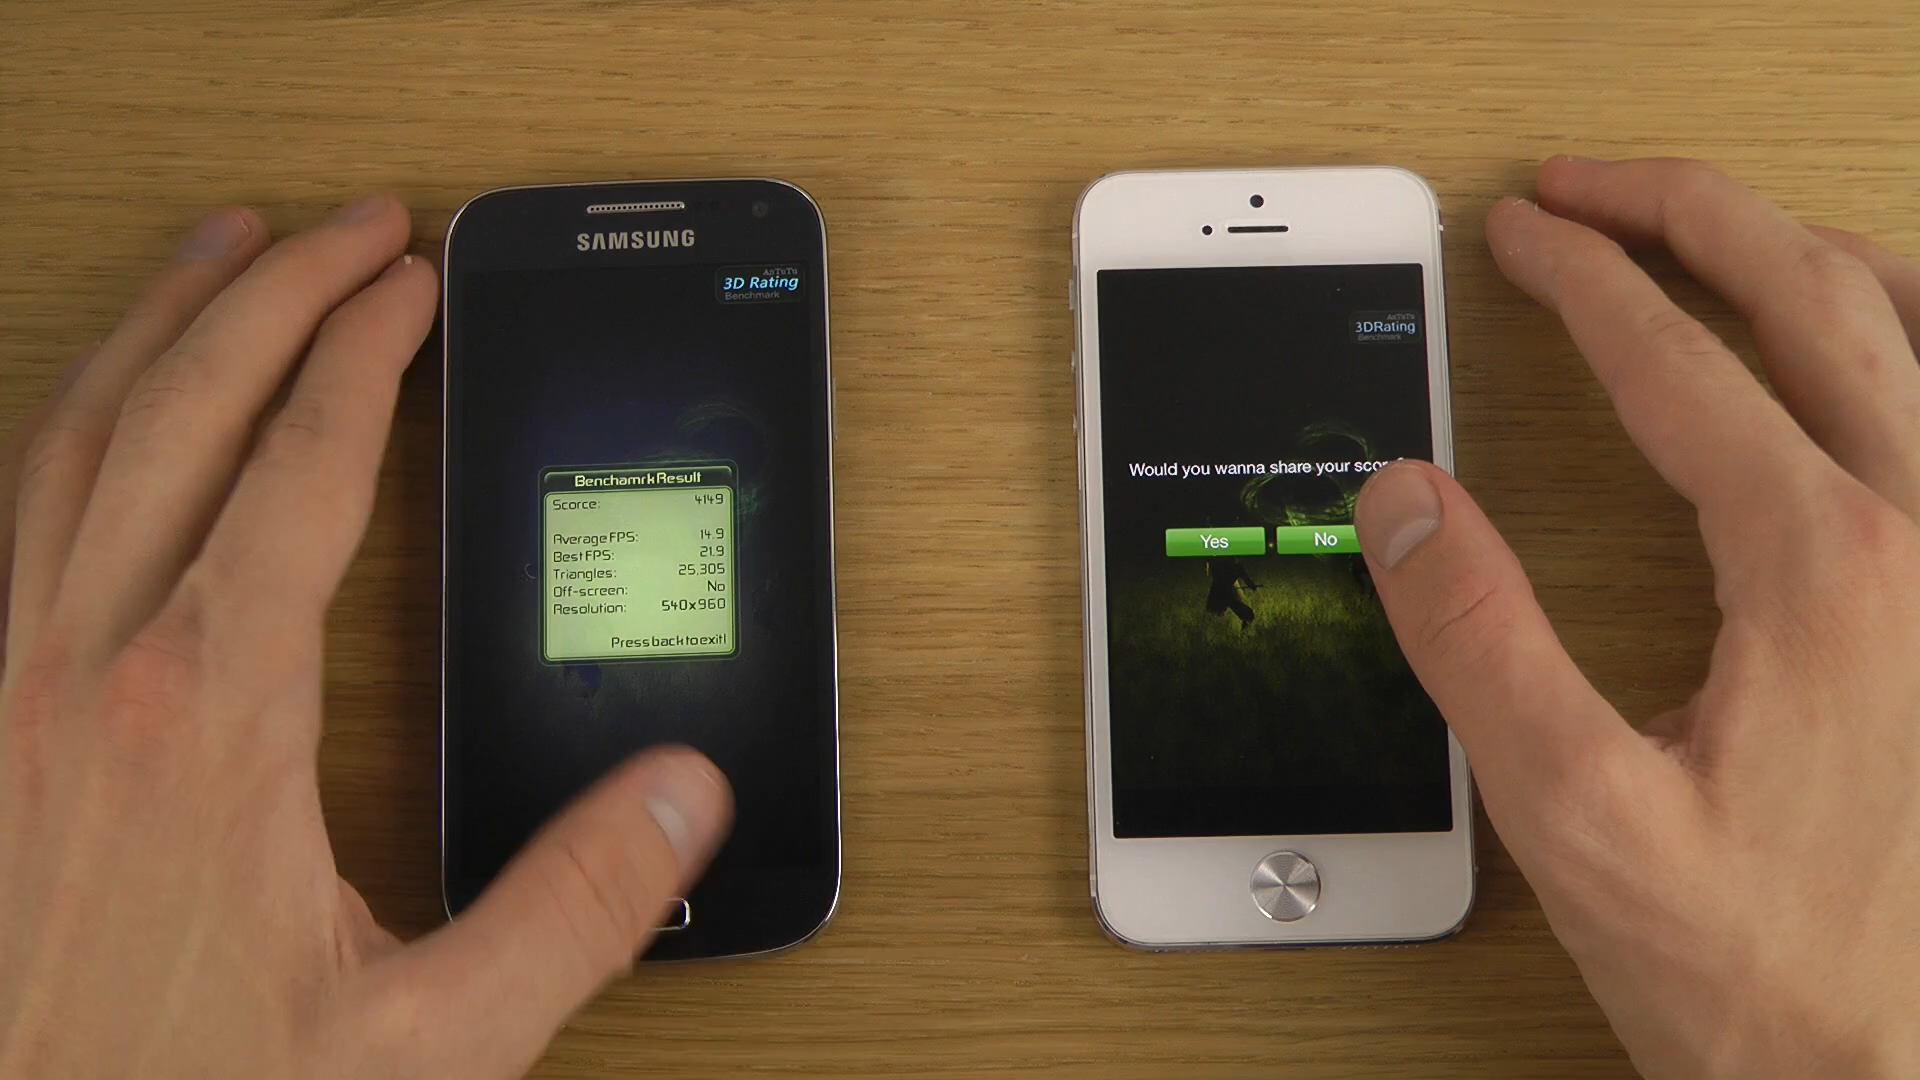 SAMSUNG
AnTuTu
3D Rating
Benchmark
Benchamrk Result
Scorce: 4149
Average FPS: 14.9
Best FPS: 21.9
Triangles: 25,305
Off-screen: No
Resolution: 540x960
Press back to exit!
AnTuTu
3DRating
Benchmark
Would you wanna share your
Yes
No